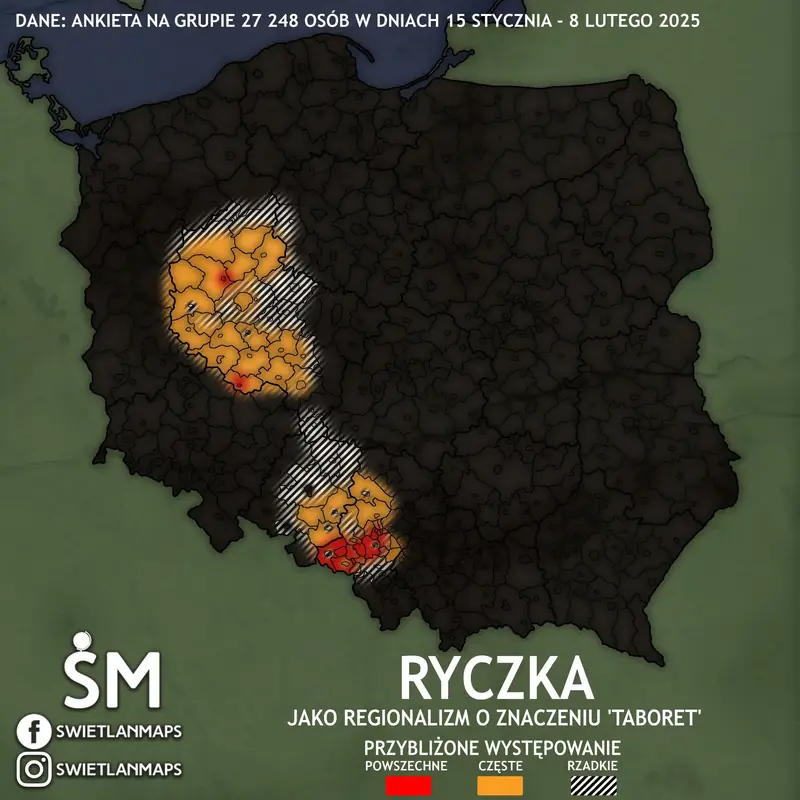 DANE: ANKIETA NA GRUPIE 27 248 OSÓB W DNIACH 15 STYCZNIA - 8 LUTEGO 2025
RYCZKA
JAKO REGIONALIZM O ZNACZENIU 'TABORET'
PRZYBLIŻONE WYSTĘPOWANIE
POWSZECHNE CZĘSTE RZADKIE
ŚM
SWIETLANMAPS
SWIETLANMAPS